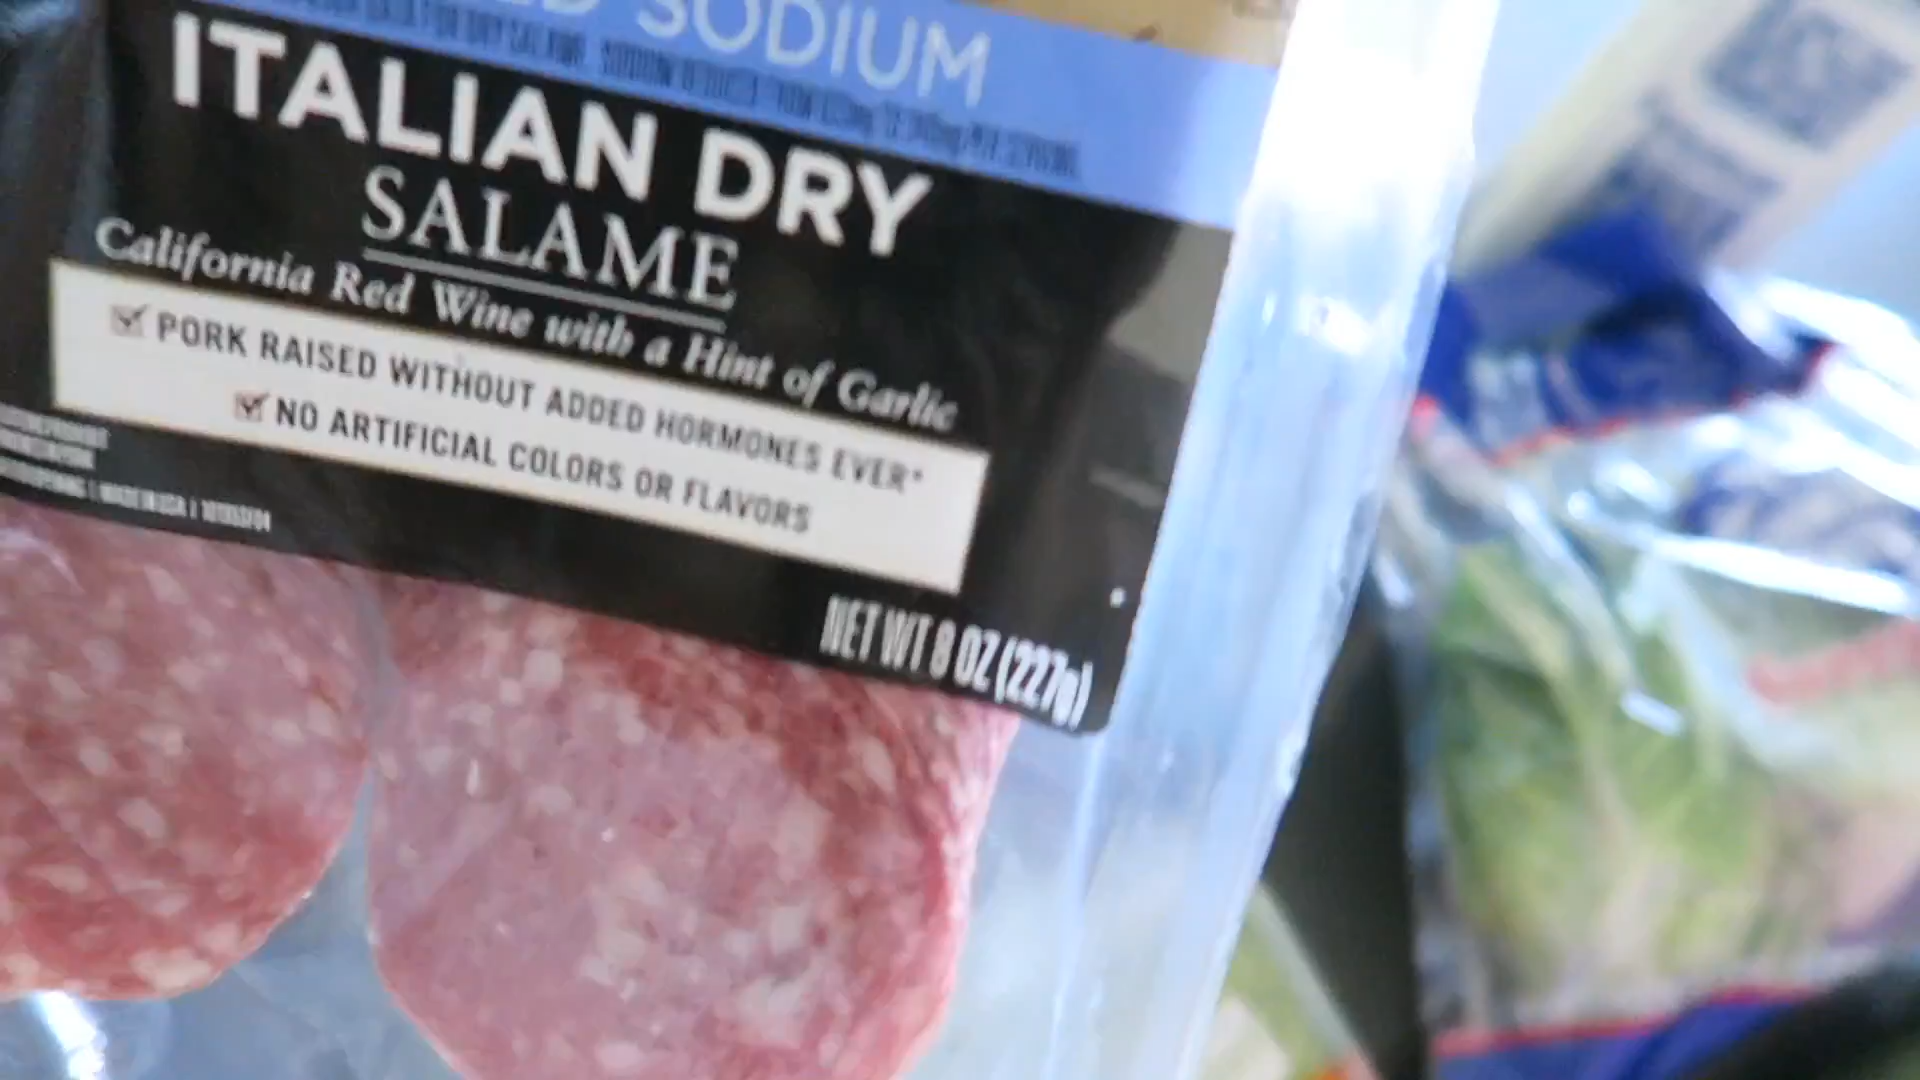 SODIUM
ITALIAN DRY
SALAME
California Red Wine with a Hint of Garlic
PORK RAISED WITHOUT ADDED HORMONES EVER*
NO ARTIFICIAL COLORS OR FLAVORS
NET WT 8 OZ (227g)